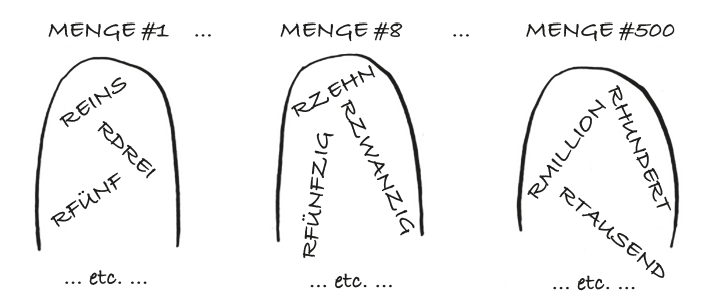 MENGE #1 ... MENGE #8 ... MENGE #500
REINS
RDREI
RFÜNF
... etc. ...
RZEHN
RZWANZIG
RFÜNFZIG
... etc. ...
RMILLION
RHUNDERT
RTAUSEND
... etc. ...